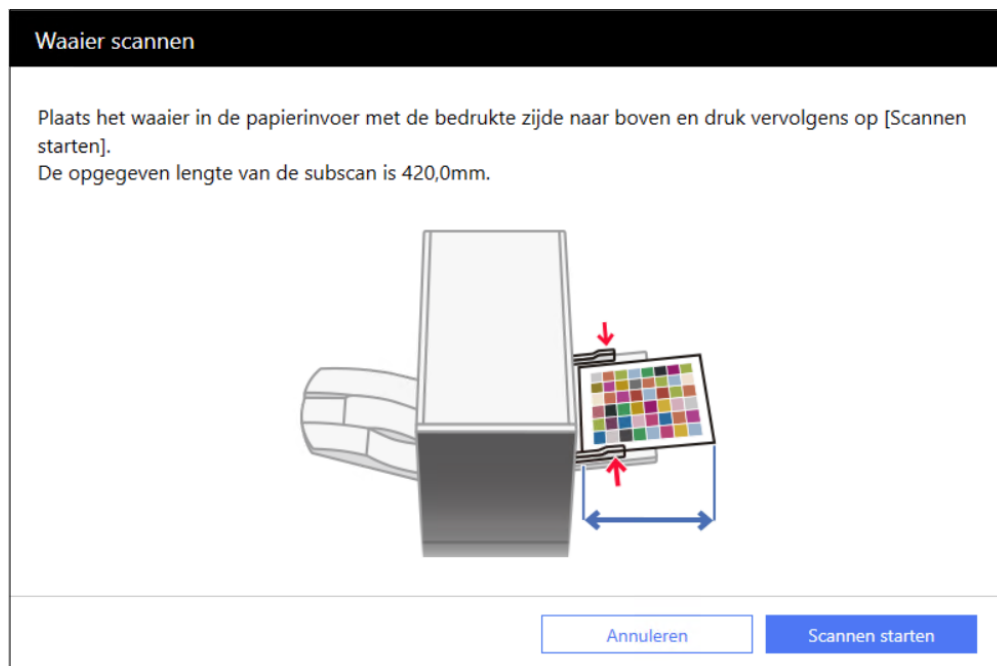 Waaier scannen
Plaats het waaier in de papierinvoer met de bedrukte zijde naar boven en druk vervolgens op [Scannen
starten].
De opgegeven lengte van de subscan is 420,0mm.
Annuleren
Scannen starten